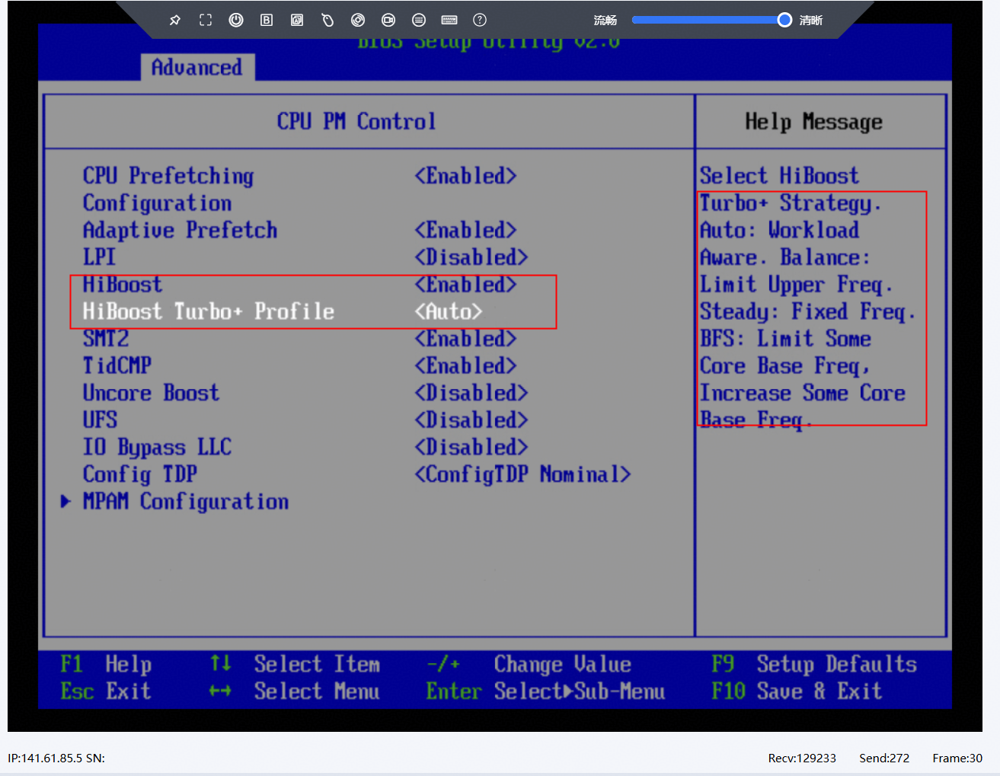 流畅 清晰
BIOS Setup Utility V2.0
Advanced
CPU PM Control
Help Message
CPU Prefetching <Enabled>
Configuration
Adaptive Prefetch <Enabled>
LPI <Disabled>
HiBoost <Enabled>
HiBoost Turbo+ Profile <Auto>
SMT2 <Enabled>
TidCMP <Enabled>
Uncore Boost <Disabled>
UFS <Disabled>
IO Bypass LLC <Disabled>
Config TDP <ConfigTDP Nominal>
MPAM Configuration
Select HiBoost
Turbo+ Strategy.
Auto: Workload
Aware. Balance:
Limit Upper Freq.
Steady: Fixed Freq.
BFS: Limit Some
Core Base Freq,
Increase Some Core
Base Freq.
F1 Help ↑↓ Select Item -/+ Change Value F9 Setup Defaults
Esc Exit ←→ Select Menu Enter Select▶Sub-Menu F10 Save & Exit
IP:141.61.85.5 SN: Recv:129233 Send:272 Frame:30